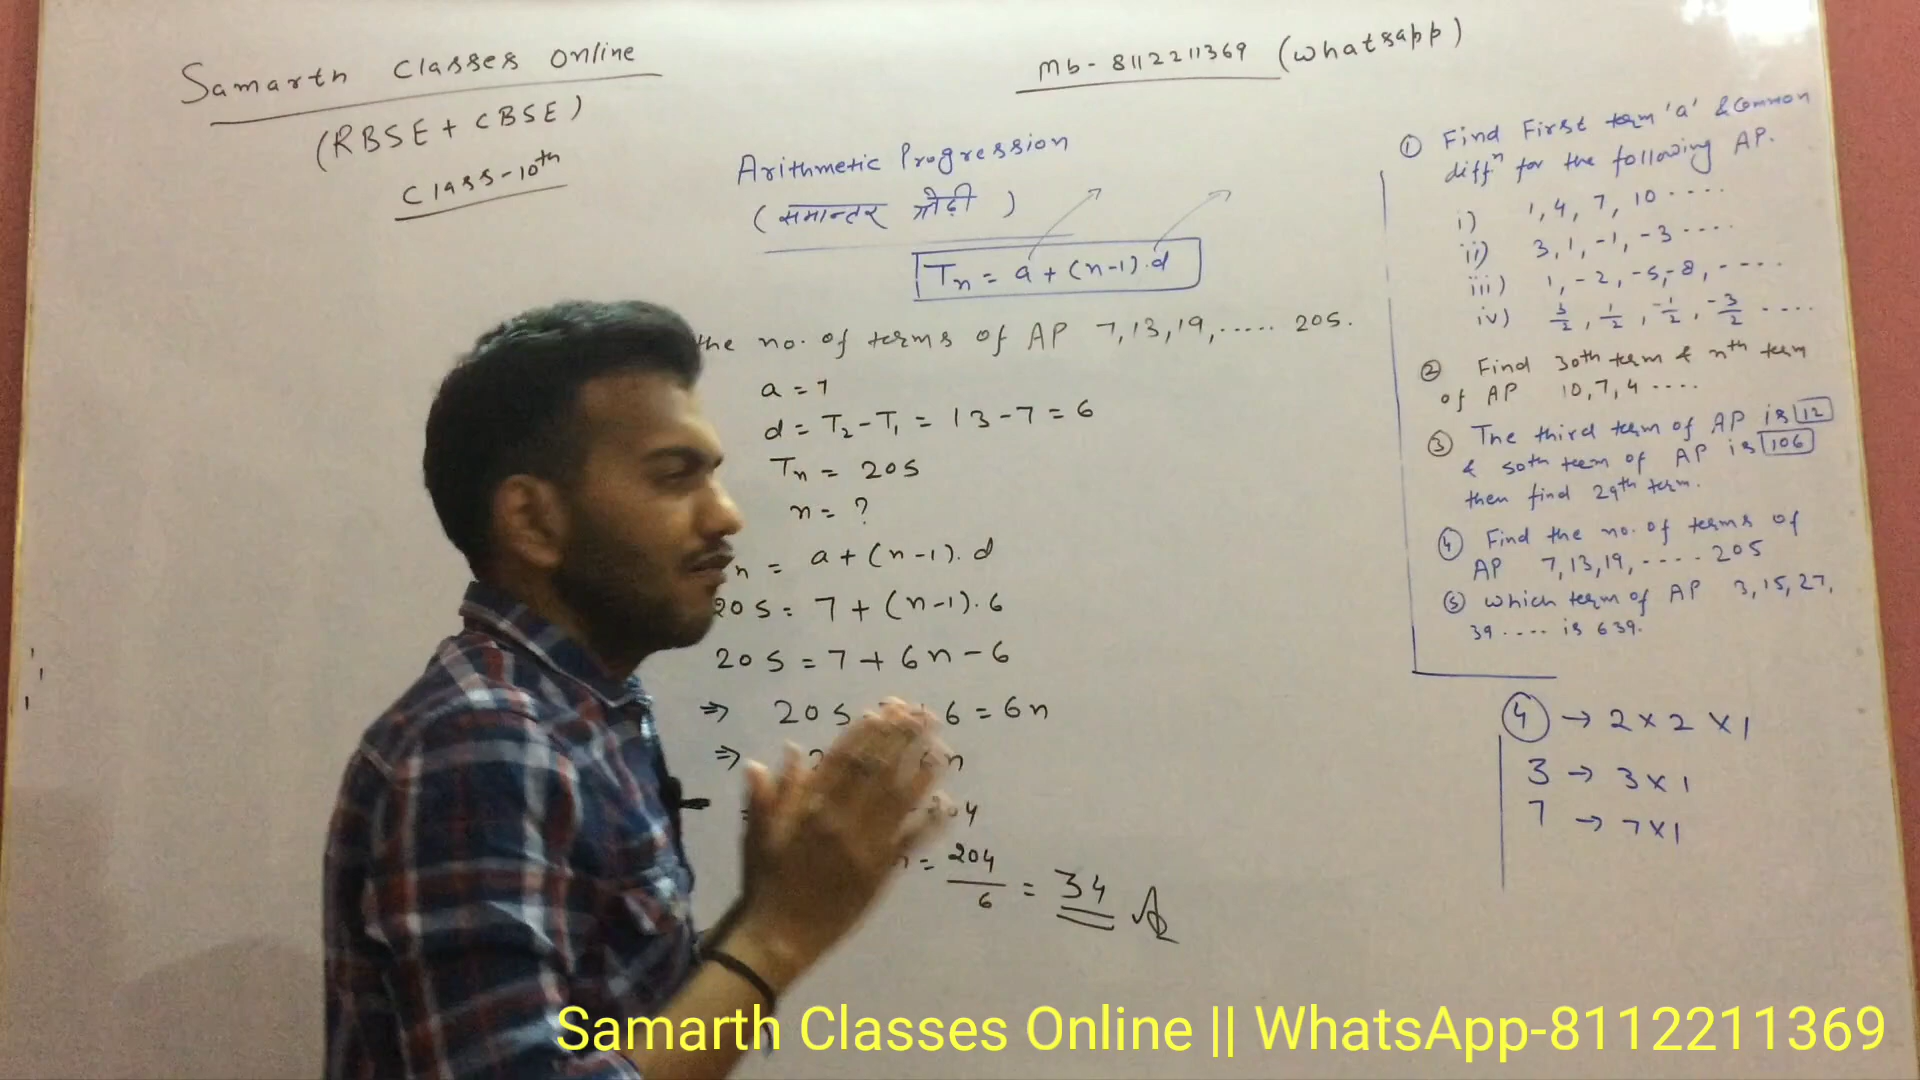 Samarth Classes Online
(RBSE + CBSE)
Class-10th
Mb- 8112211369 (whatsapp)
Arithmetic Progression
(समान्तर श्रेढ़ी)
Tn = a + (n-1).d
the no. of terms of AP 7, 13, 19, ..... 205.
a = 7
d = T2 - T1 = 13 - 7 = 6
Tn = 205
n = ?
n = a + (n-1).d
205 = 7 + (n-1).6
205 = 7 + 6n - 6
⇒ 205 6 = 6n
⇒ n
204
= 204/6 = 34 A
① Find First term 'a' & Common
diffn for the following AP.
i) 1, 4, 7, 10 ....
ii) 3, 1, -1, -3 ....
iii) 1, -2, -5, -8, ....
iv) 3/2, 1/2, -1/2, -3/2 ....
② Find 30th term & nth term
of AP 10, 7, 4 ....
③ The third term of AP is 12
& 50th term of AP is 106
then find 29th term.
④ Find the no. of terms of
AP 7, 13, 19, ..... 205
⑤ which term of AP 3, 15, 27,
39 .... is 639.
④ → 2 × 2 × 1
3 → 3 × 1
7 → 7 × 1
Samarth Classes Online || WhatsApp-8112211369